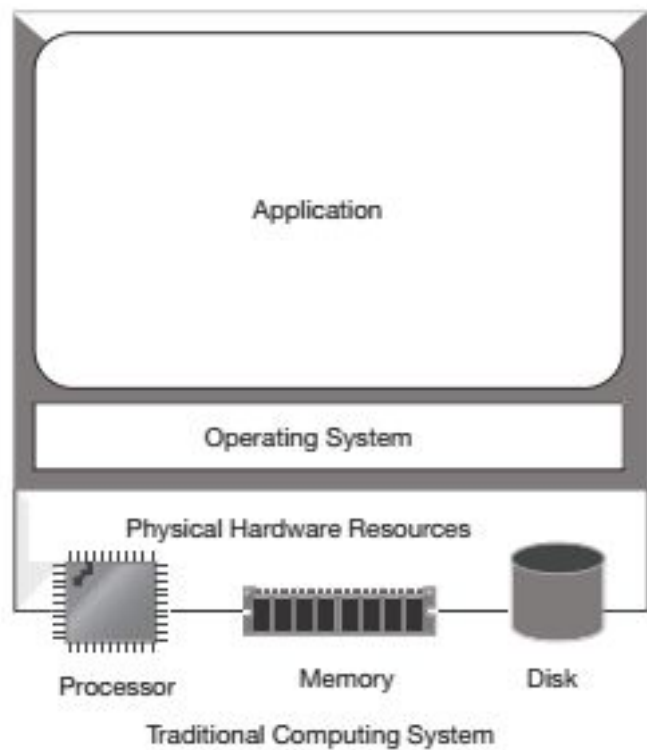 Application
Operating System
Physical Hardware Resources
Processor
Memory
Disk
Traditional Computing System